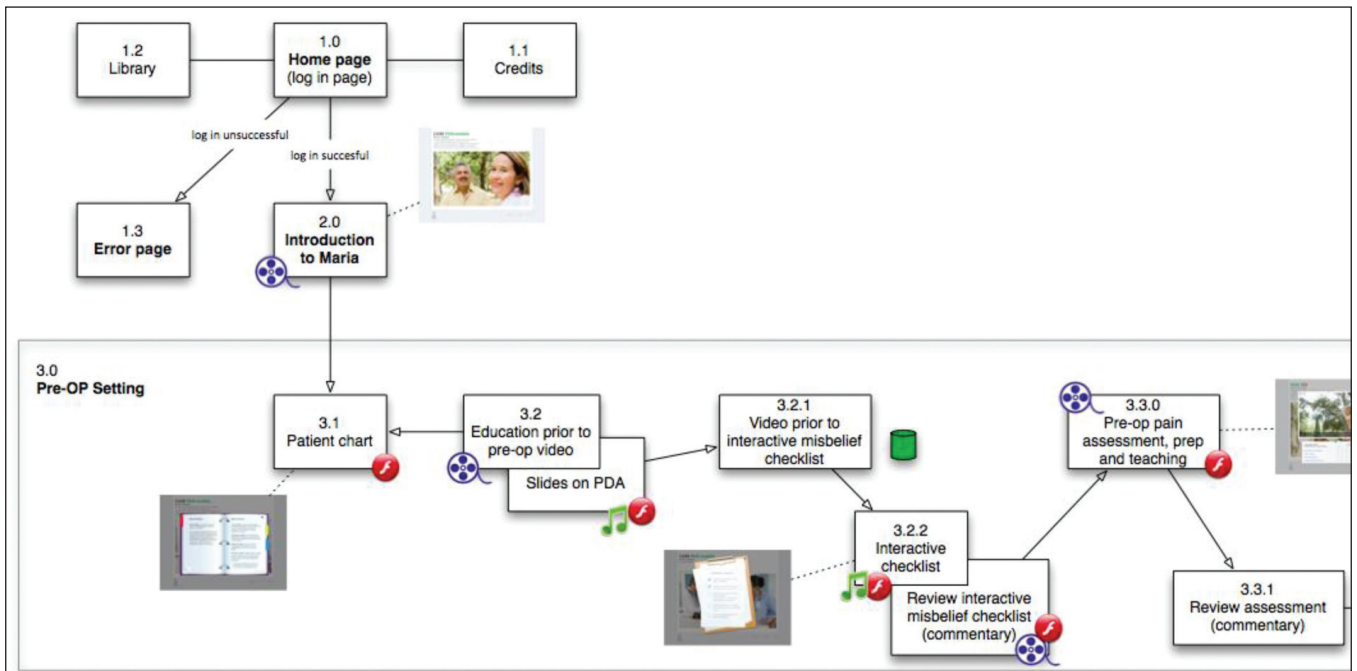 1.2
Library
1.0
Home page
(log in page)
1.1
Credits
log in unsuccessful
log in succesful
1.3
Error page
2.0
Introduction
to Maria
3.0
Pre-OP Setting
3.1
Patient chart
3.2
Education prior to
pre-op video
Slides on PDA
3.2.1
Video prior to
interactive misbelief
checklist
3.2.2
Interactive
checklist
Review interactive
misbelief checklist
(commentary)
3.3.0
Pre-op pain
assessment, prep
and teaching
3.3.1
Review assessment
(commentary)